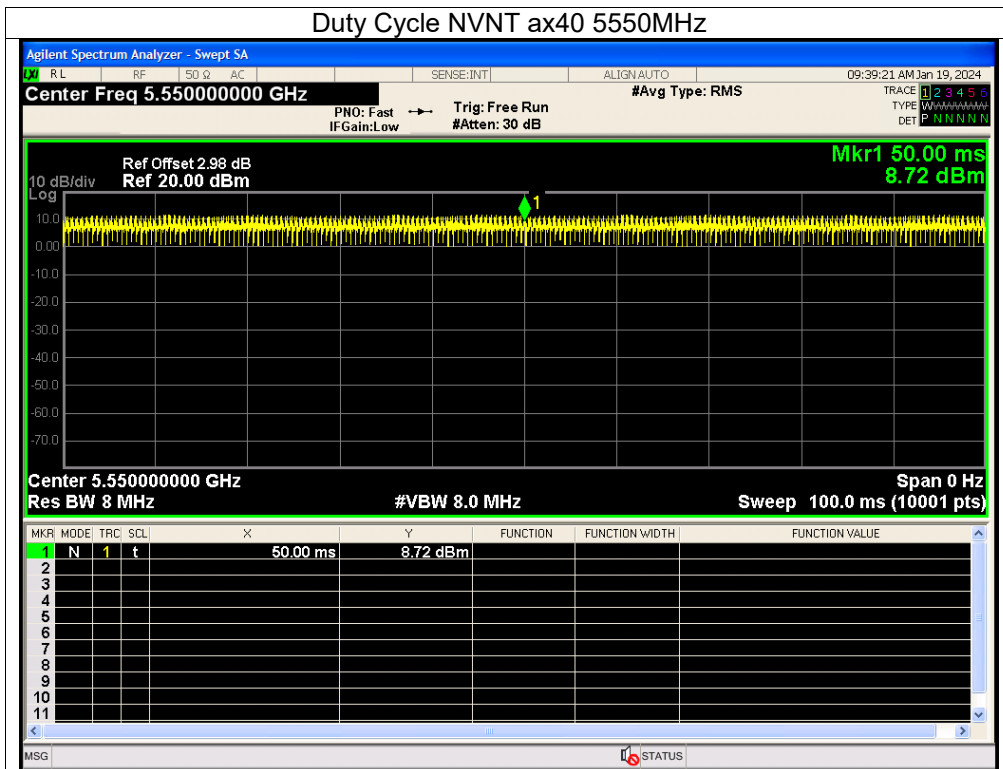 Duty Cycle NVNT ax40 5550MHz
Agilent Spectrum Analyzer - Swept SA
LXI RL RF 50 Ω AC SENSE:INT ALIGN AUTO 09:39:21 AM Jan 19, 2024
Center Freq 5.550000000 GHz
PNO: Fast
IFGain:Low
Trig: Free Run
#Atten: 30 dB
#Avg Type: RMS
TRACE 1 2 3 4 5 6
TYPE WWWWWW
DET P N N N N N
Mkr1 50.00 ms
8.72 dBm
Ref Offset 2.98 dB
10 dB/div Ref 20.00 dBm
Log
1
10.0
0.00
-10.0
-20.0
-30.0
-40.0
-50.0
-60.0
-70.0
Center 5.550000000 GHz Span 0 Hz
Res BW 8 MHz #VBW 8.0 MHz Sweep 100.0 ms (10001 pts)
MKR MODE TRC SCL X Y FUNCTION FUNCTION WIDTH FUNCTION VALUE
1 N 1 t 50.00 ms 8.72 dBm
2
3
4
5
6
7
8
9
10
11
MSG STATUS